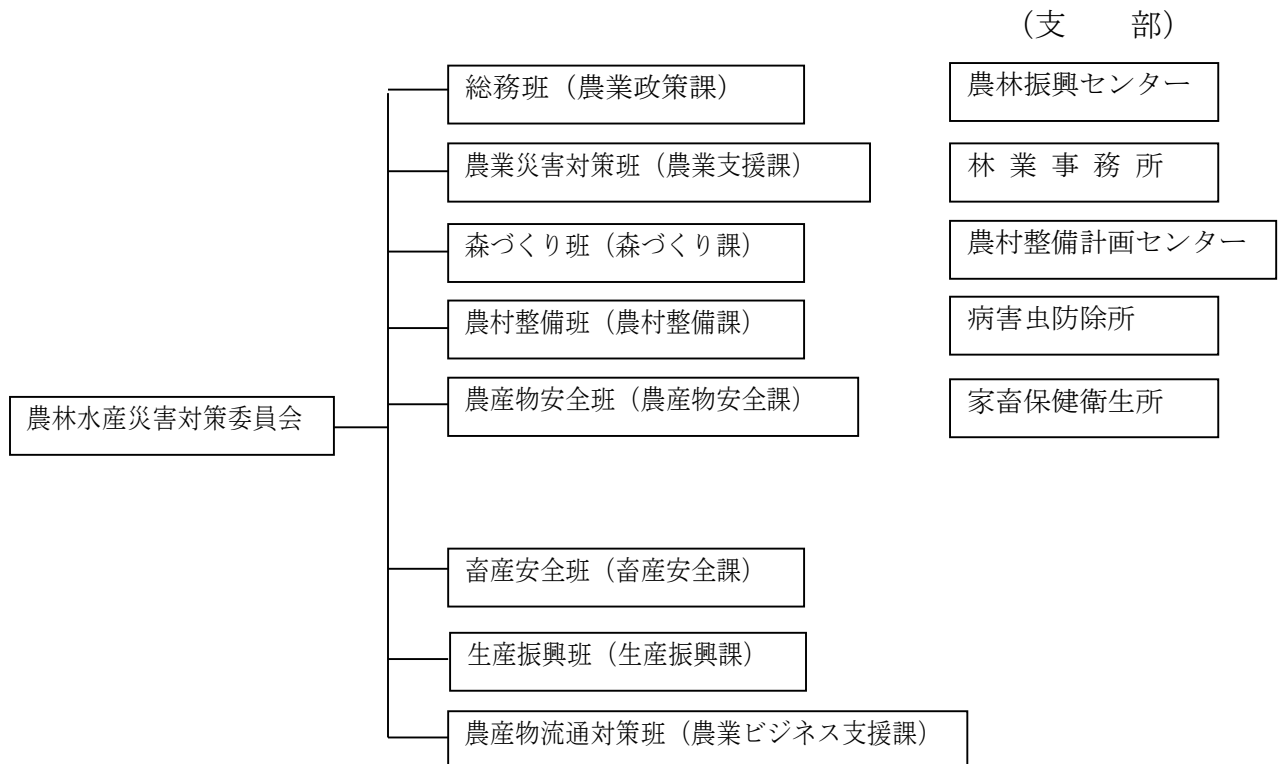 （支　　部）
総務班（農業政策課）
農林振興センター
農業災害対策班（農業支援課）
林 業 事 務 所
森づくり班（森づくり課）
農村整備計画センター
農村整備班（農村整備課）
病害虫防除所
農産物安全班（農産物安全課）
家畜保健衛生所
農林水産災害対策委員会
畜産安全班（畜産安全課）
生産振興班（生産振興課）
農産物流通対策班（農業ビジネス支援課）